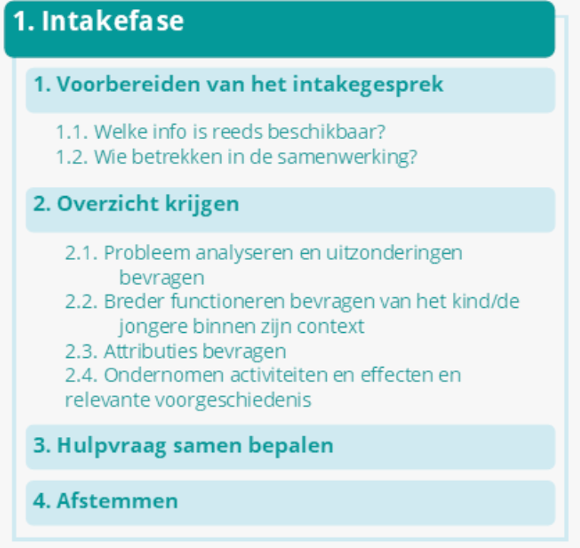 1. Intakefase
1. Voorbereiden van het intakegesprek
1.1. Welke info is reeds beschikbaar?
1.2. Wie betrekken in de samenwerking?
2. Overzicht krijgen
2.1. Probleem analyseren en uitzonderingen
bevragen
2.2. Breder functioneren bevragen van het kind/de
jongere binnen zijn context
2.3. Attributies bevragen
2.4. Ondernomen activiteiten en effecten en
relevante voorgeschiedenis
3. Hulpvraag samen bepalen
4. Afstemmen